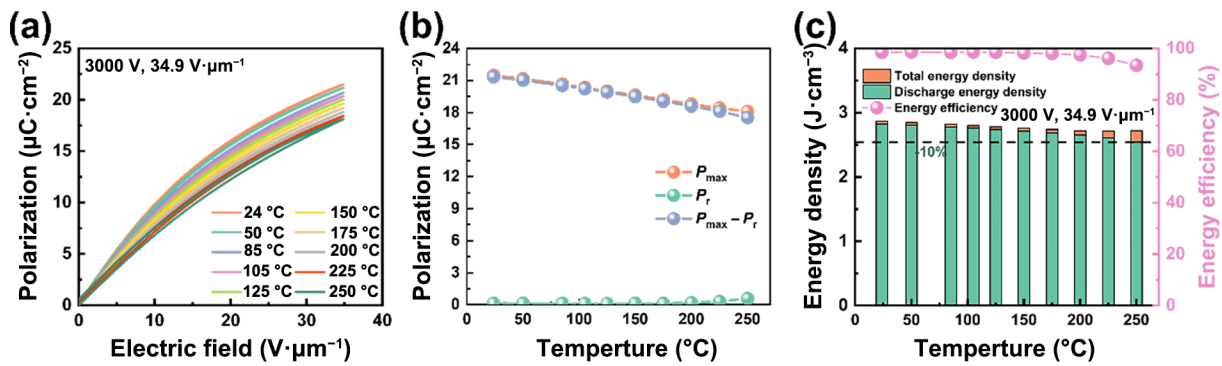 (a)
25
20
15
10
5
0
Polarization (μC·cm⁻²)
3000 V, 34.9 V·μm⁻¹
24 °C
50 °C
85 °C
105 °C
125 °C
150 °C
175 °C
200 °C
225 °C
250 °C
0 10 20 30 40
Electric field (V·μm⁻¹)
(b)
24
21
18
15
12
9
6
3
0
Polarization (μC·cm⁻²)
Pmax
Pr
Pmax − Pr
0 50 100 150 200 250
Temperture (°C)
(c)
4
3
2
1
0
Energy density (J·cm⁻³)
Total energy density
Discharge energy density
Energy efficiency
3000 V, 34.9 V·μm⁻¹
-10%
0 50 100 150 200 250
Temperture (°C)
100
80
60
40
20
0
Energy efficiency (%)